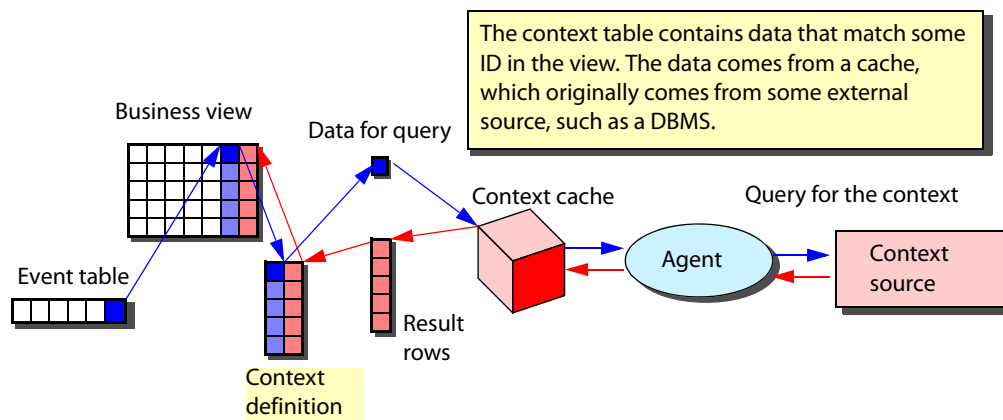 The context table contains data that match some
ID in the view. The data comes from a cache,
which originally comes from some external
source, such as a DBMS.
Business view
Data for query
Context cache
Query for the context
Event table
Agent
Context
source
Result
rows
Context
definition